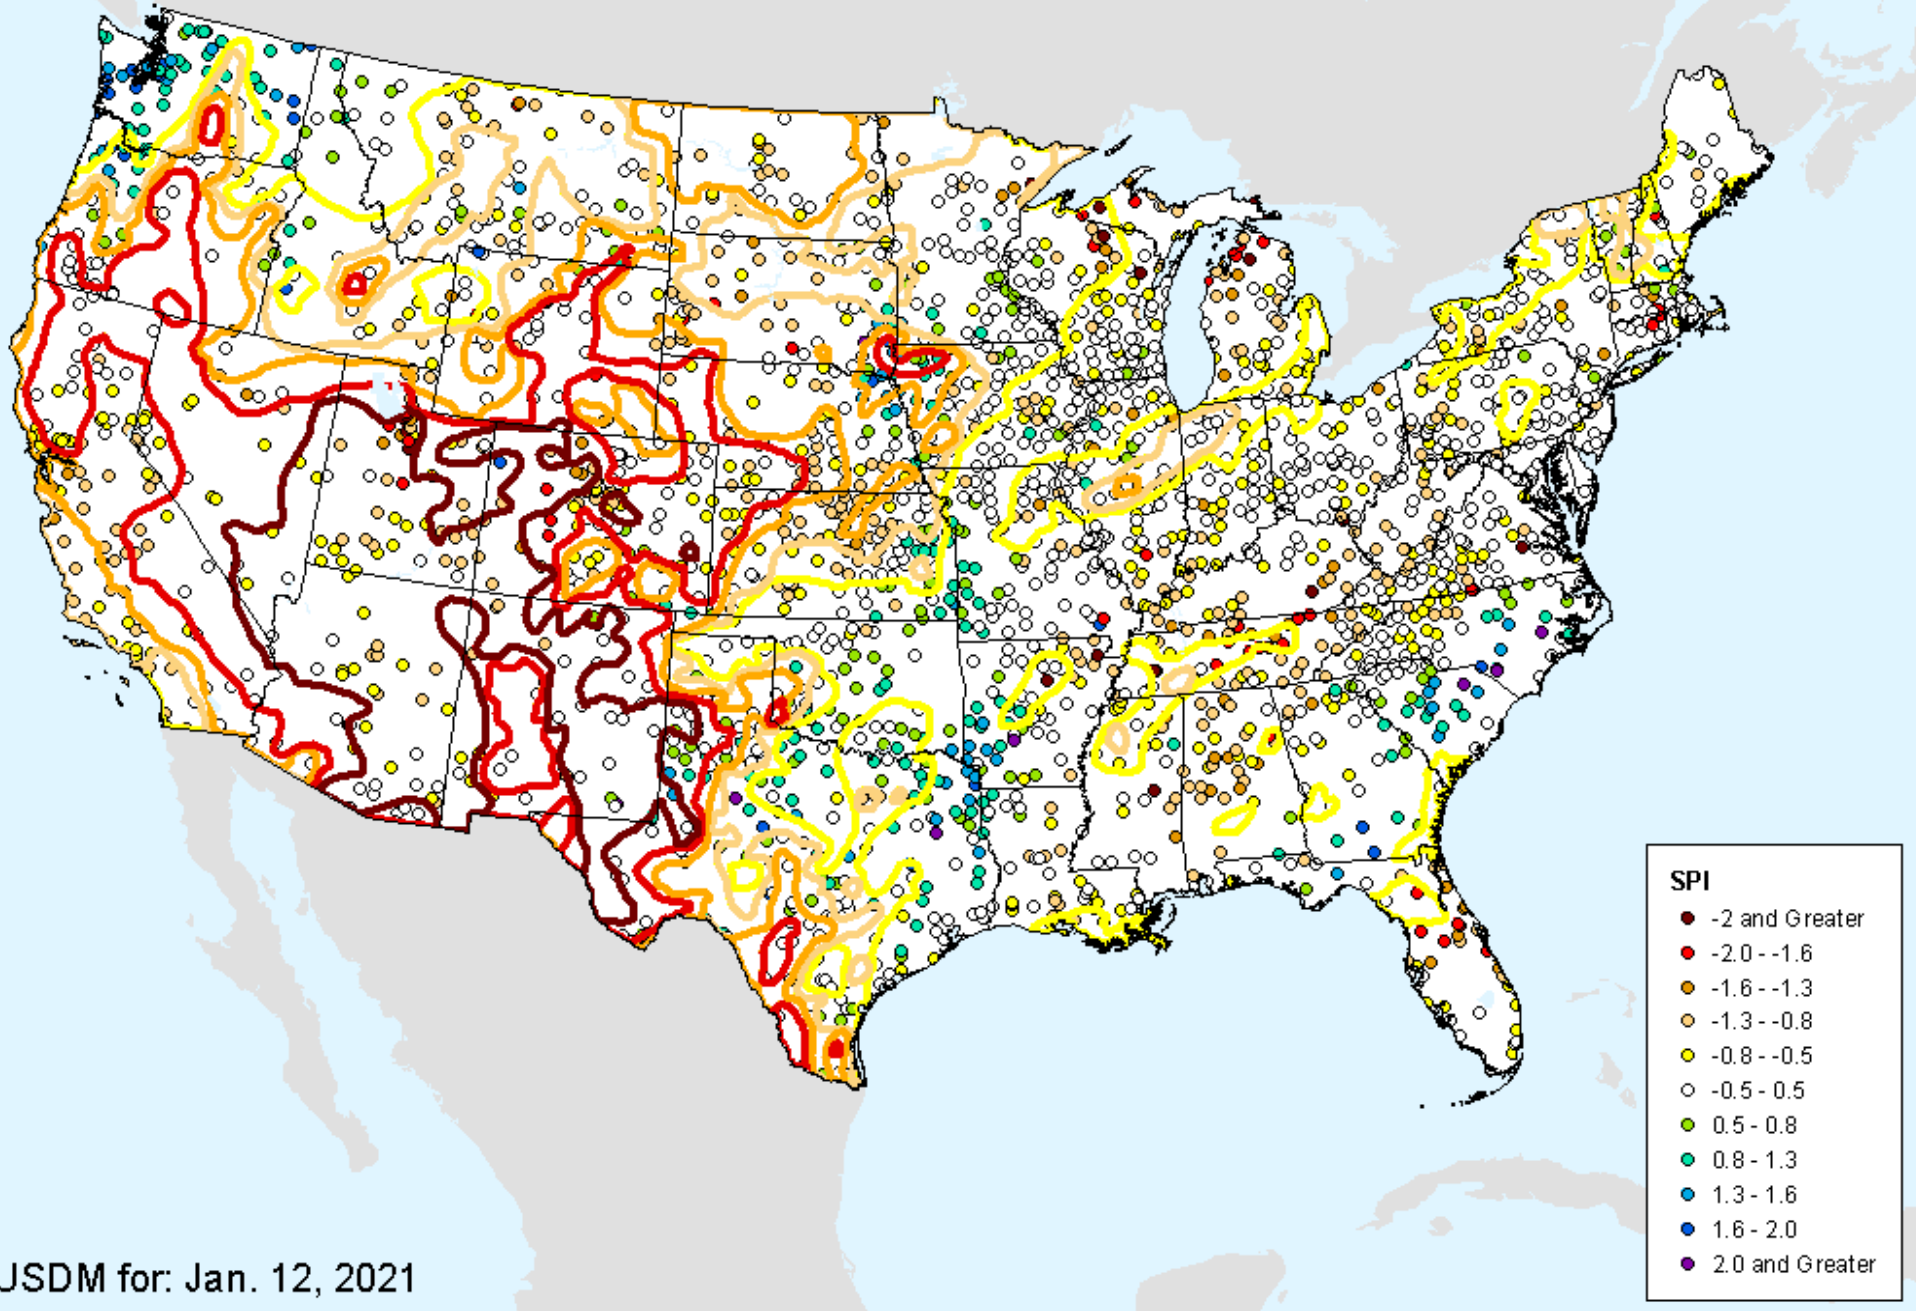 SPI
-2 and Greater
-2.0 - -1.6
-1.6 - -1.3
-1.3 - -0.8
-0.8 - -0.5
-0.5 - 0.5
0.5 - 0.8
0.8 - 1.3
1.3 - 1.6
1.6 - 2.0
2.0 and Greater
USDM for: Jan. 12, 2021